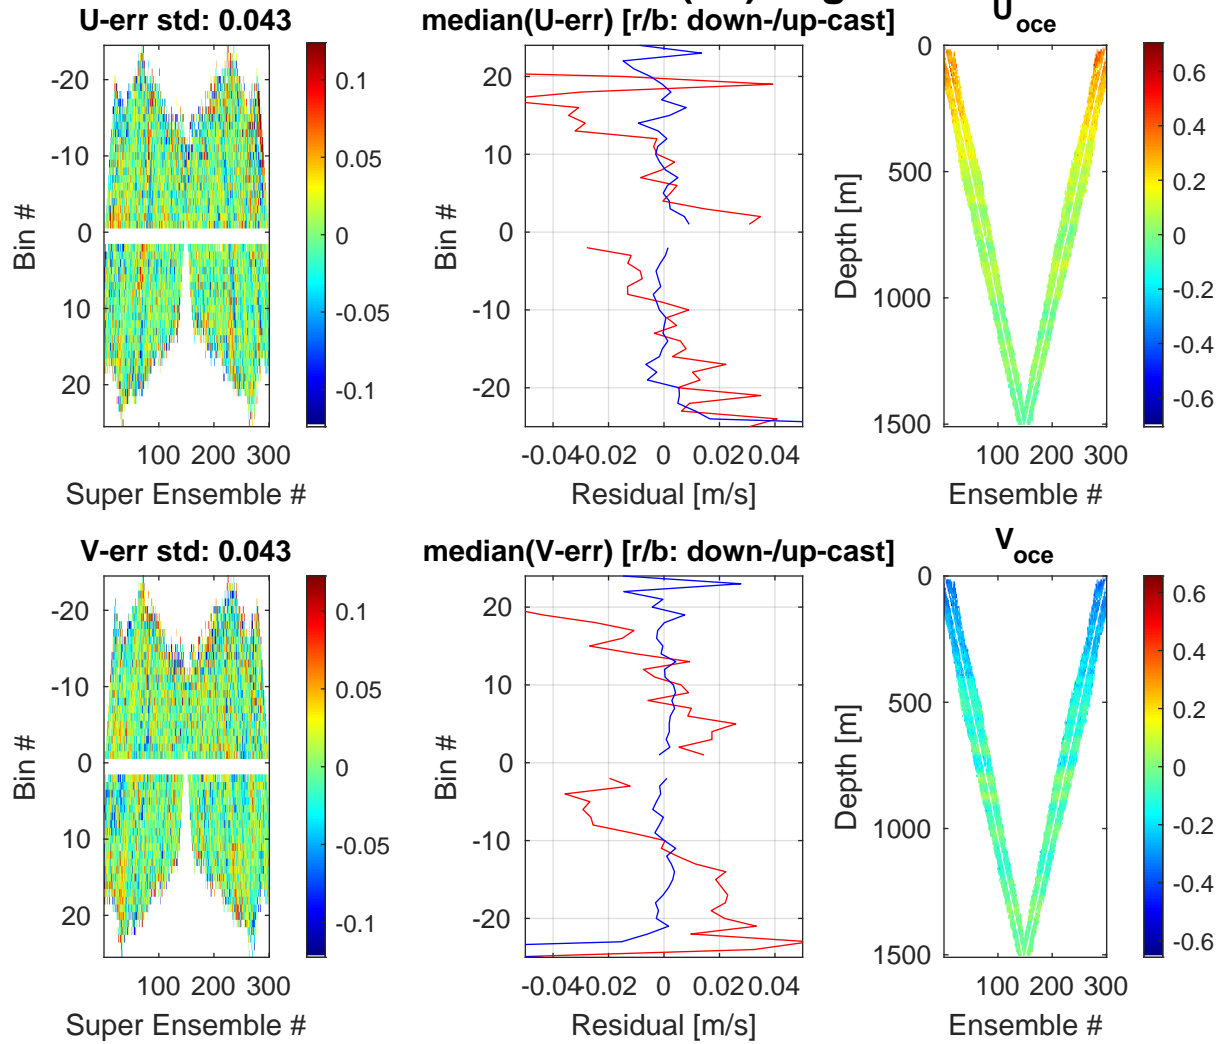 U-err std: 0.043
median(U-err) [r/b: down-/up-cast]
U_oce
-20
-10
0
10
20
Bin #
100 200 300
Super Ensemble #
0.1
0.05
0
-0.05
-0.1
20
10
0
-10
-20
Bin #
-0.04 -0.02 0 0.02 0.04
Residual [m/s]
0
500
1000
1500
Depth [m]
100 200 300
Ensemble #
0.6
0.4
0.2
0
-0.2
-0.4
-0.6
V-err std: 0.043
median(V-err) [r/b: down-/up-cast]
V_oce
-20
-10
0
10
20
Bin #
100 200 300
Super Ensemble #
0.1
0.05
0
-0.05
-0.1
20
10
0
-10
-20
Bin #
-0.04 -0.02 0 0.02 0.04
Residual [m/s]
0
500
1000
1500
Depth [m]
100 200 300
Ensemble #
0.6
0.4
0.2
0
-0.2
-0.4
-0.6